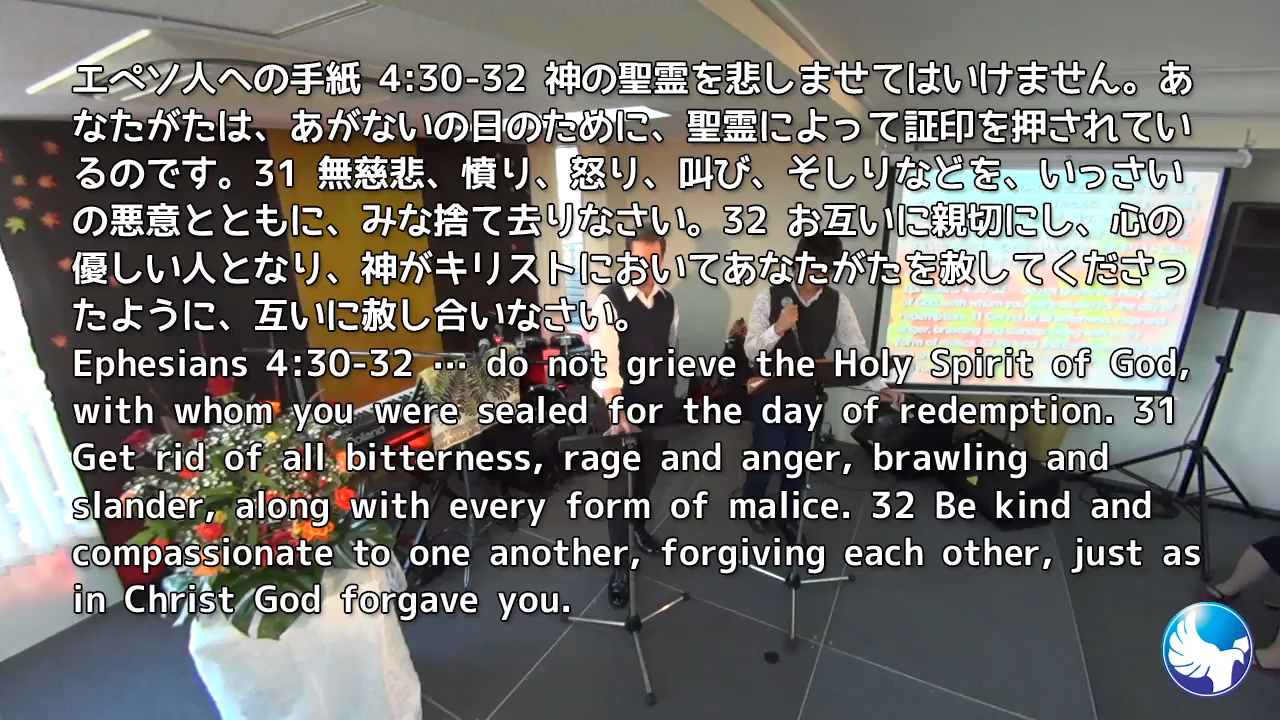 エペソ人への手紙 4:30-32 神の聖霊を悲しませてはいけません。あ
なたがたは、あがないの日のために、聖霊によって証印を押されてい
るのです。31 無慈悲、憤り、怒り、叫び、そしりなどを、いっさい
の悪意とともに、みな捨て去りなさい。32 お互いに親切にし、心の
優しい人となり、神がキリストにおいてあなたがたを赦してくださっ
たように、互いに赦し合いなさい。
Ephesians 4:30-32 … do not grieve the Holy Spirit of God,
with whom you were sealed for the day of redemption. 31
Get rid of all bitterness, rage and anger, brawling and
slander, along with every form of malice. 32 Be kind and
compassionate to one another, forgiving each other, just as
in Christ God forgave you.
Roland